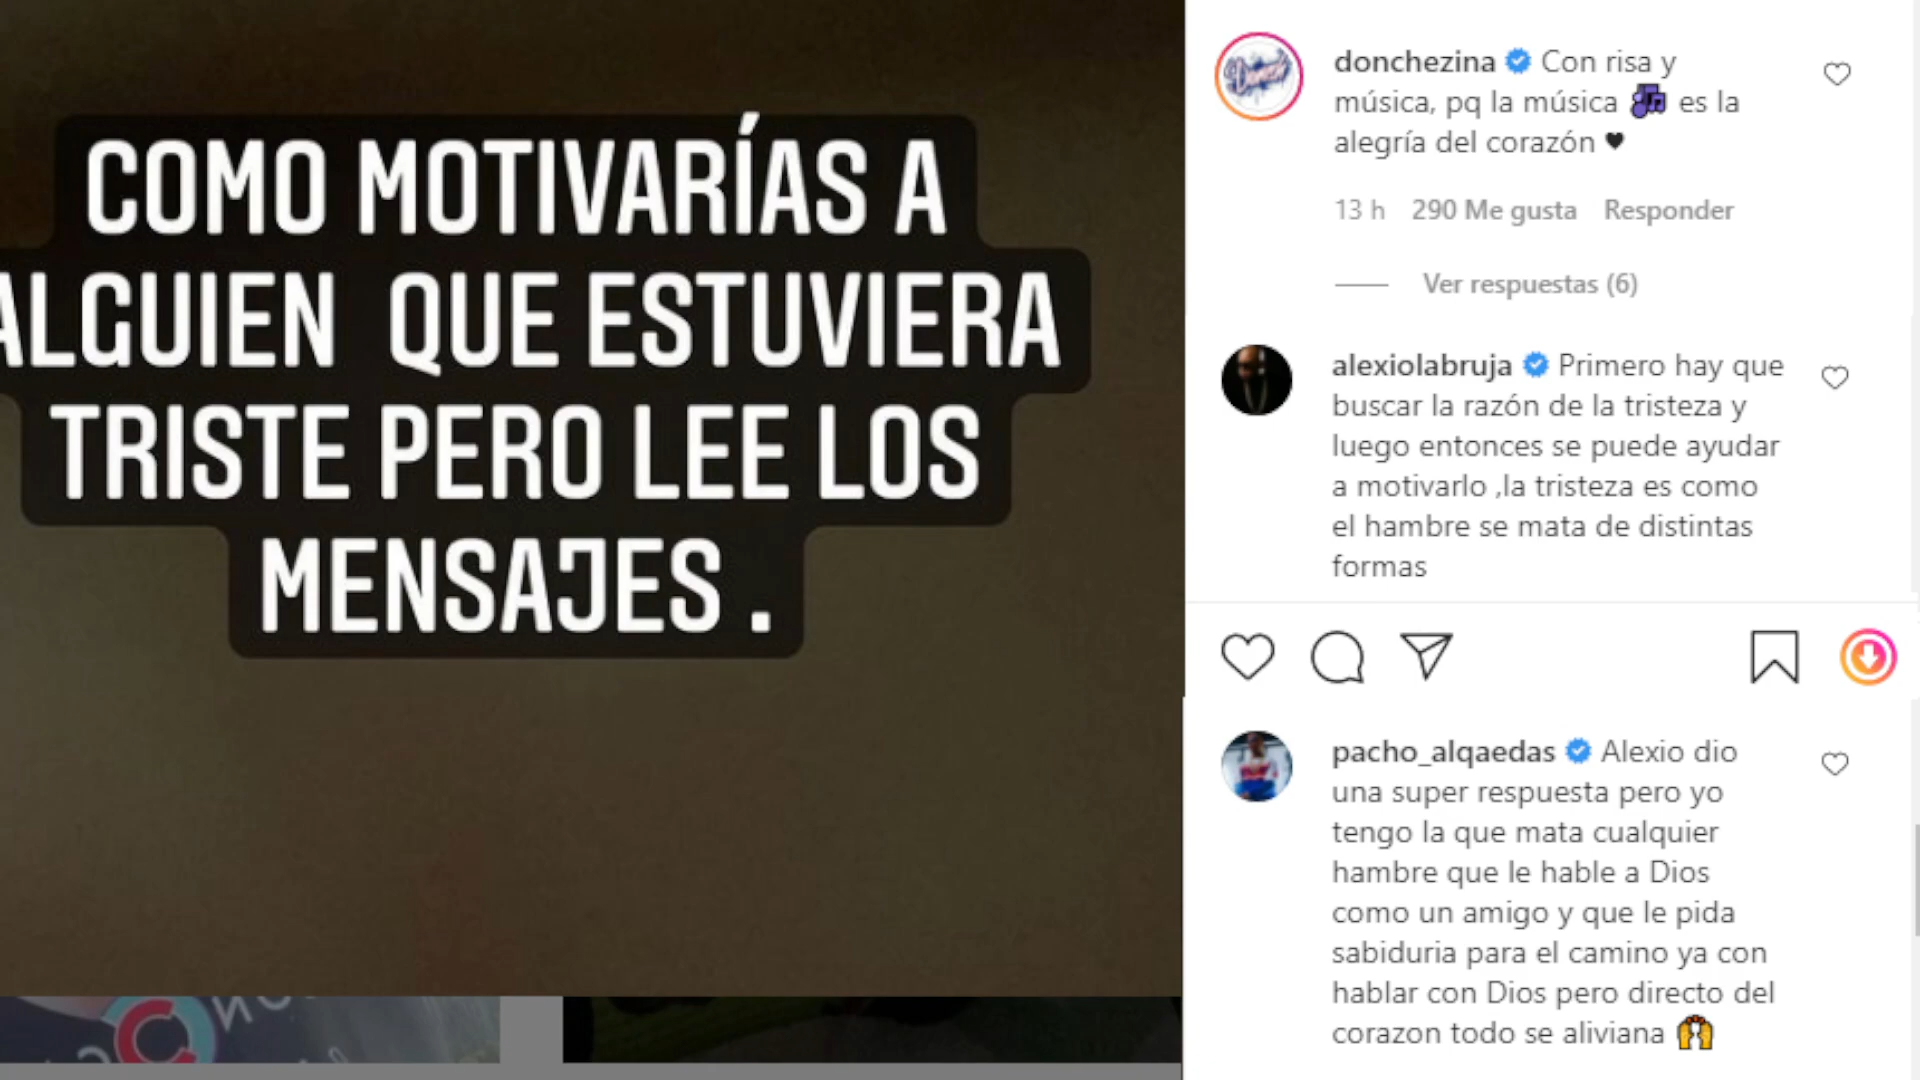 COMO MOTIVARÍAS A
ALGUIEN QUE ESTUVIERA
TRISTE PERO LEE LOS
MENSAJES .
donchezina Con risa y
música, pq la música 🎶 es la
alegría del corazón ♥
13 h 290 Me gusta Responder
Ver respuestas (6)
alexiolabruja Primero hay que
buscar la razón de la tristeza y
luego entonces se puede ayudar
a motivarlo ,la tristeza es como
el hambre se mata de distintas
formas
pacho_alqaedas Alexio dio
una super respuesta pero yo
tengo la que mata cualquier
hambre que le hable a Dios
como un amigo y que le pida
sabiduria para el camino ya con
hablar con Dios pero directo del
corazon todo se aliviana 🙌